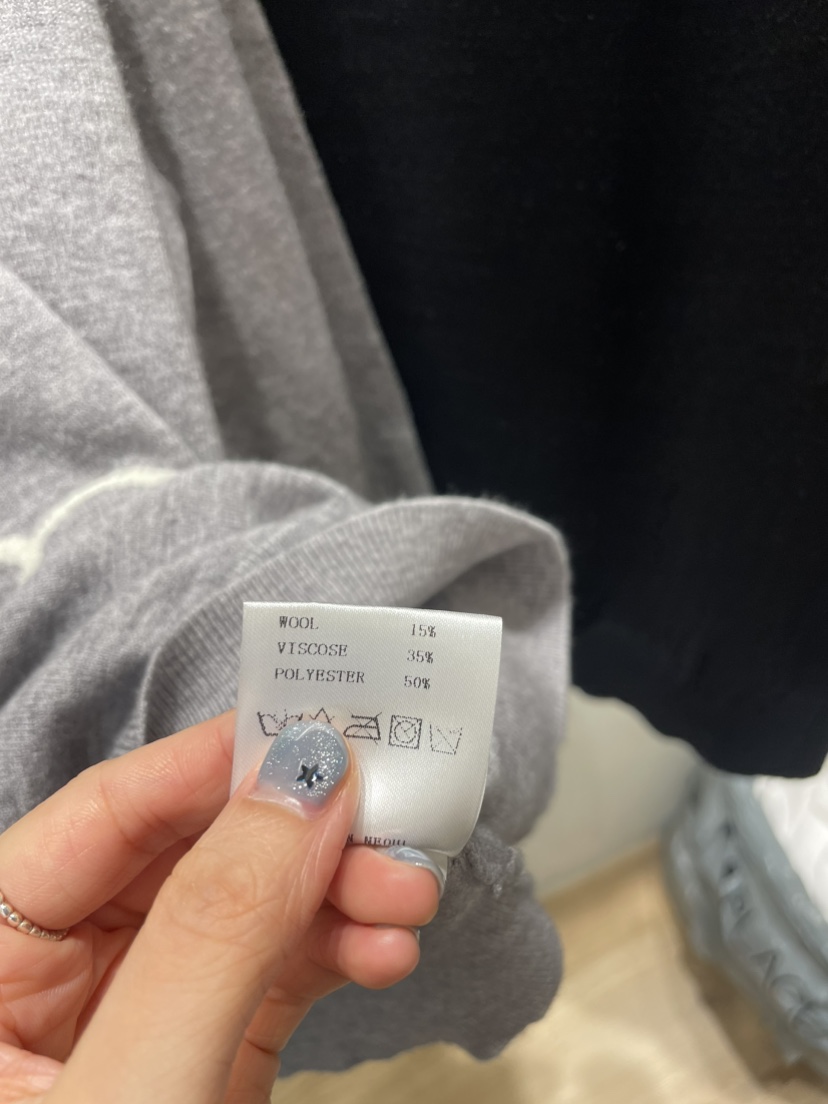 WOOL 15%
VISCOSE 35%
POLYESTER 50%